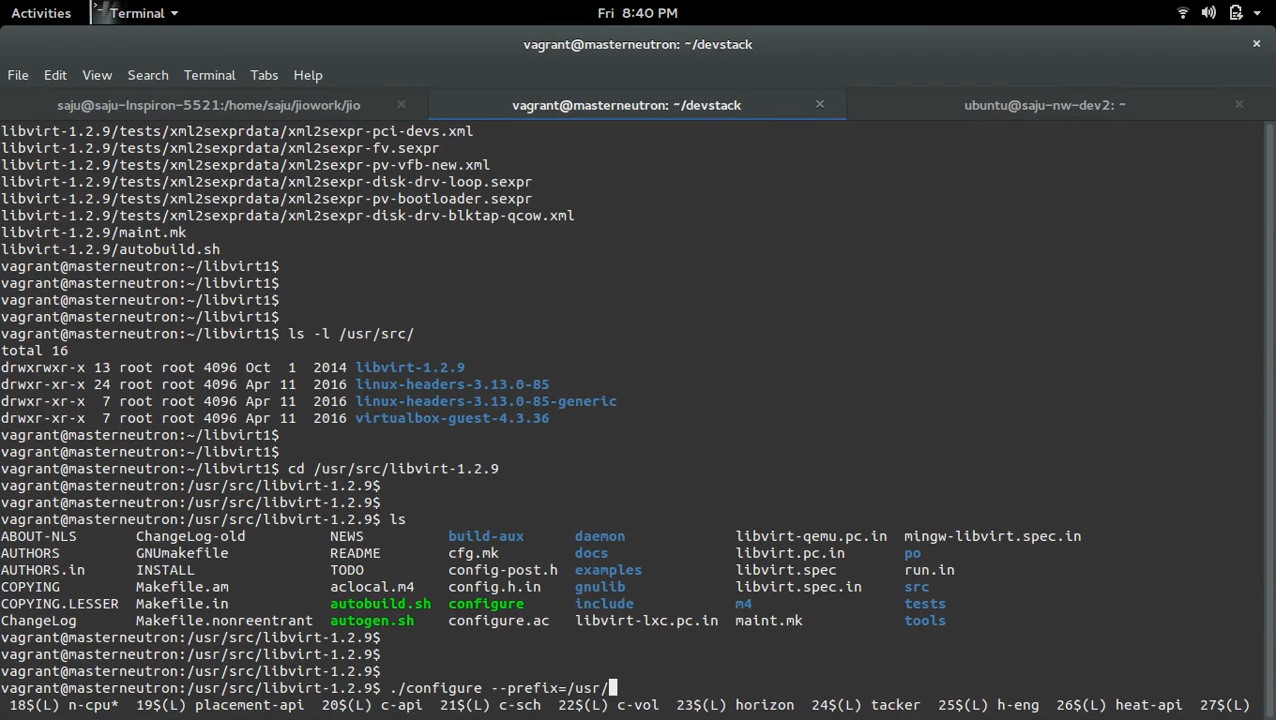 Activities Terminal Fri 8:40 PM
vagrant@masterneutron: ~/devstack
File Edit View Search Terminal Tabs Help
saju@saju-Inspiron-5521:/home/saju/jiowork/jio vagrant@masterneutron: ~/devstack ubuntu@saju-nw-dev2: ~
libvirt-1.2.9/tests/xml2sexprdata/xml2sexpr-pci-devs.xml
libvirt-1.2.9/tests/xml2sexprdata/xml2sexpr-fv.sexpr
libvirt-1.2.9/tests/xml2sexprdata/xml2sexpr-pv-vfb-new.xml
libvirt-1.2.9/tests/xml2sexprdata/xml2sexpr-disk-drv-loop.sexpr
libvirt-1.2.9/tests/xml2sexprdata/xml2sexpr-pv-bootloader.sexpr
libvirt-1.2.9/tests/xml2sexprdata/xml2sexpr-disk-drv-blktap-qcow.xml
libvirt-1.2.9/maint.mk
libvirt-1.2.9/autobuild.sh
vagrant@masterneutron:~/libvirt1$
vagrant@masterneutron:~/libvirt1$
vagrant@masterneutron:~/libvirt1$
vagrant@masterneutron:~/libvirt1$
vagrant@masterneutron:~/libvirt1$ ls -l /usr/src/
total 16
drwxrwxr-x 13 root root 4096 Oct  1  2014 libvirt-1.2.9
drwxr-xr-x 24 root root 4096 Apr 11  2016 linux-headers-3.13.0-85
drwxr-xr-x  7 root root 4096 Apr 11  2016 linux-headers-3.13.0-85-generic
drwxr-xr-x  7 root root 4096 Apr 11  2016 virtualbox-guest-4.3.36
vagrant@masterneutron:~/libvirt1$
vagrant@masterneutron:~/libvirt1$
vagrant@masterneutron:~/libvirt1$ cd /usr/src/libvirt-1.2.9
vagrant@masterneutron:/usr/src/libvirt-1.2.9$
vagrant@masterneutron:/usr/src/libvirt-1.2.9$
vagrant@masterneutron:/usr/src/libvirt-1.2.9$ ls
ABOUT-NLS ChangeLog-old NEWS build-aux daemon libvirt-qemu.pc.in mingw-libvirt.spec.in
AUTHORS GNUmakefile README cfg.mk docs libvirt.pc.in po
AUTHORS.in INSTALL TODO config-post.h examples libvirt.spec run.in
COPYING Makefile.am aclocal.m4 config.h.in gnulib libvirt.spec.in src
COPYING.LESSER Makefile.in autobuild.sh configure include m4 tests
ChangeLog Makefile.nonreentrant autogen.sh configure.ac libvirt-lxc.pc.in maint.mk tools
vagrant@masterneutron:/usr/src/libvirt-1.2.9$
vagrant@masterneutron:/usr/src/libvirt-1.2.9$
vagrant@masterneutron:/usr/src/libvirt-1.2.9$
vagrant@masterneutron:/usr/src/libvirt-1.2.9$ ./configure --prefix=/usr/
18$(L) n-cpu* 19$(L) placement-api 20$(L) c-api 21$(L) c-sch 22$(L) c-vol 23$(L) horizon 24$(L) tacker 25$(L) h-eng 26$(L) heat-api 27$(L)